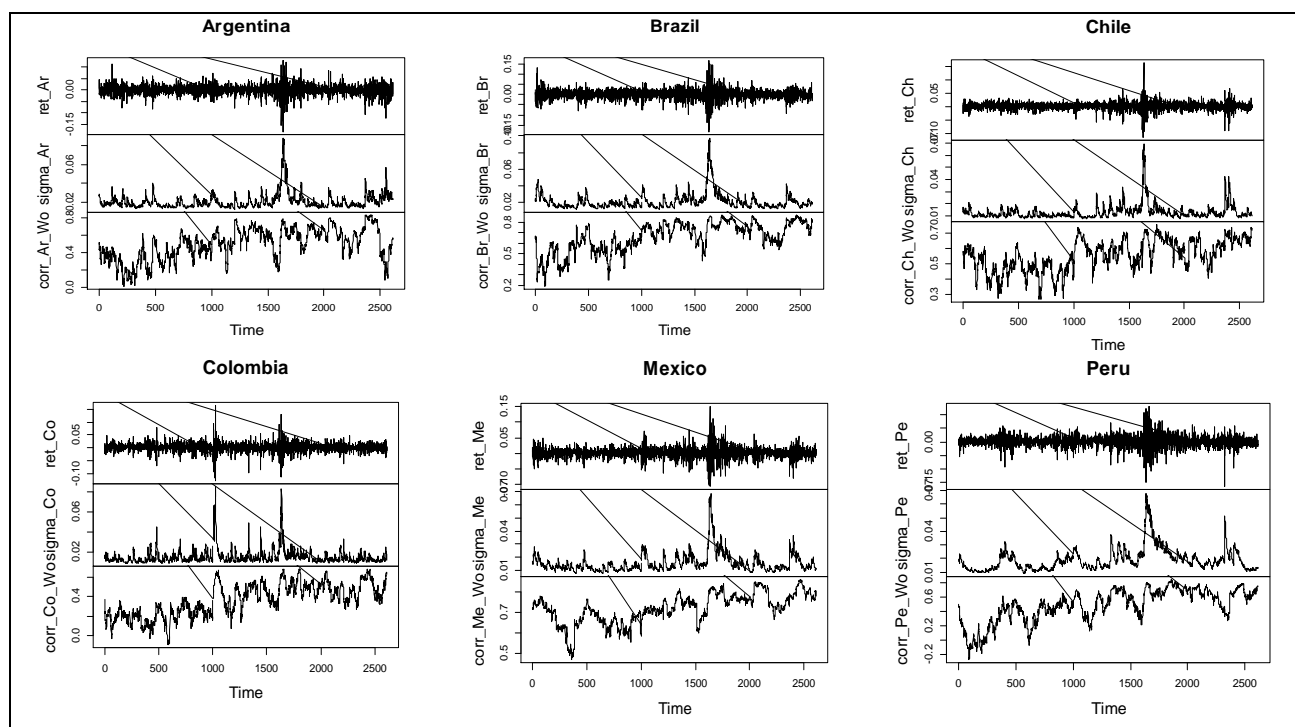 Argentina
ret_Ar
-0.15 0.00
sigma_Ar
0.02 0.06
corr_Ar_Wo
0.0 0.4
0 500 1000 1500 2000 2500
Time
Brazil
ret_Br
0.00 0.15
sigma_Br
0.02 0.06
corr_Br_Wo
0.2 0.5 0.8
0 500 1000 1500 2000 2500
Time
Chile
ret_Ch
0.05
sigma_Ch
0.01 0.04
corr_Ch_Wo
0.3 0.5
0 500 1000 1500 2000 2500
Time
Colombia
ret_Co
-0.10 0.05
sigma_Co
0.02 0.06
corr_Co_Wo
0.0 0.4
0 500 1000 1500 2000 2500
Time
Mexico
ret_Me
0.05 0.15
sigma_Me
0.01 0.04
corr_Me_Wo
0.5 0.7
0 500 1000 1500 2000 2500
Time
Peru
ret_Pe
0.00
sigma_Pe
0.01 0.04
corr_Pe_Wo
-0.2 0.2 0.6
0 500 1000 1500 2000 2500
Time